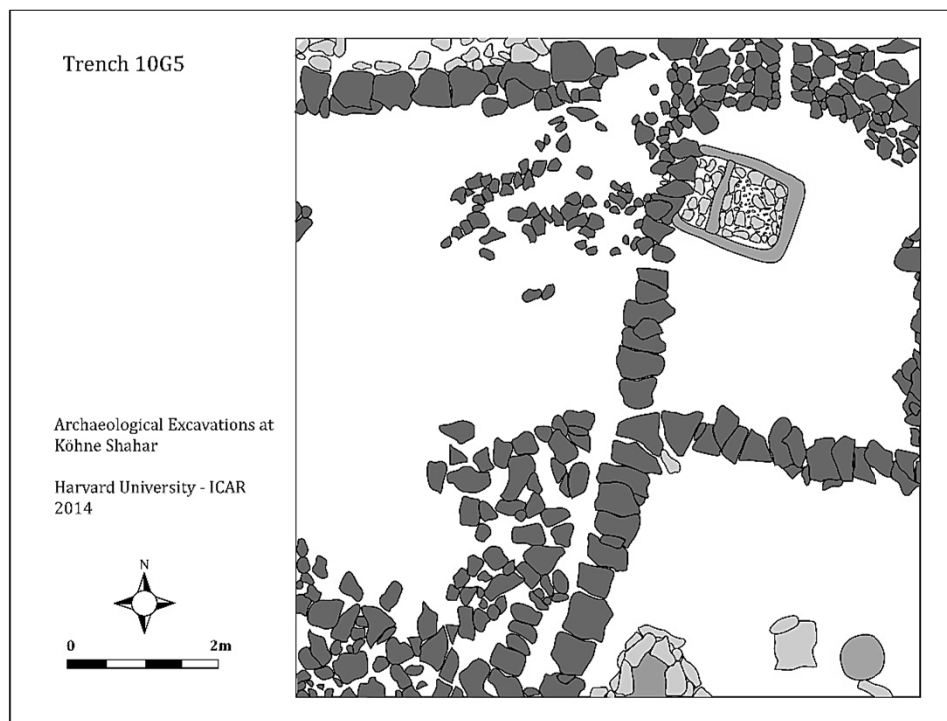 Trench 10G5
Archaeological Excavations at
Köhne Shahar
Harvard University - ICAR
2014
N
0 2m